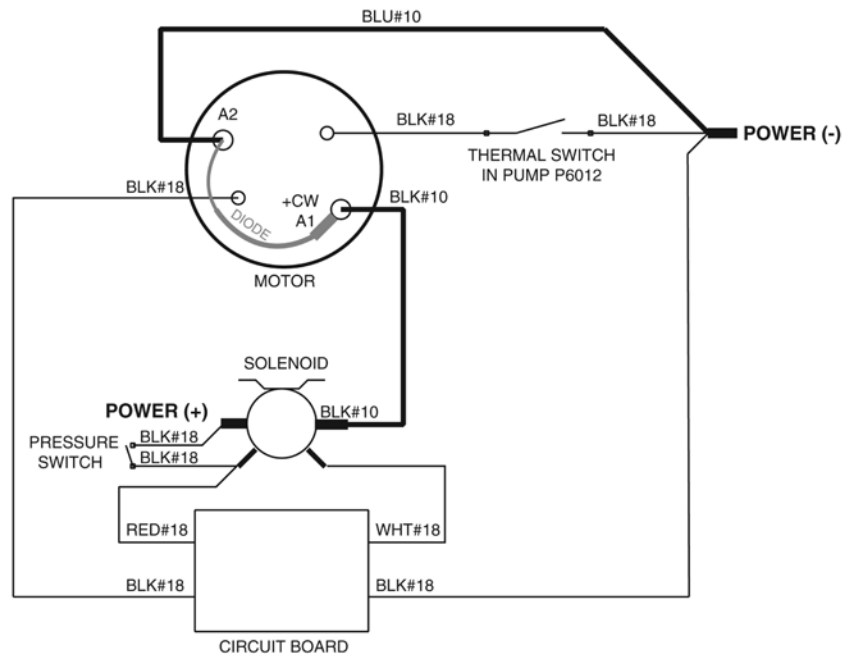 BLU#10
A2
BLK#18
BLK#18
POWER (-)
THERMAL SWITCH
IN PUMP P6012
BLK#18
+CW
A1
BLK#10
DIODE
MOTOR
SOLENOID
POWER (+)
BLK#10
PRESSURE
SWITCH
BLK#18
BLK#18
RED#18
WHT#18
BLK#18
BLK#18
CIRCUIT BOARD